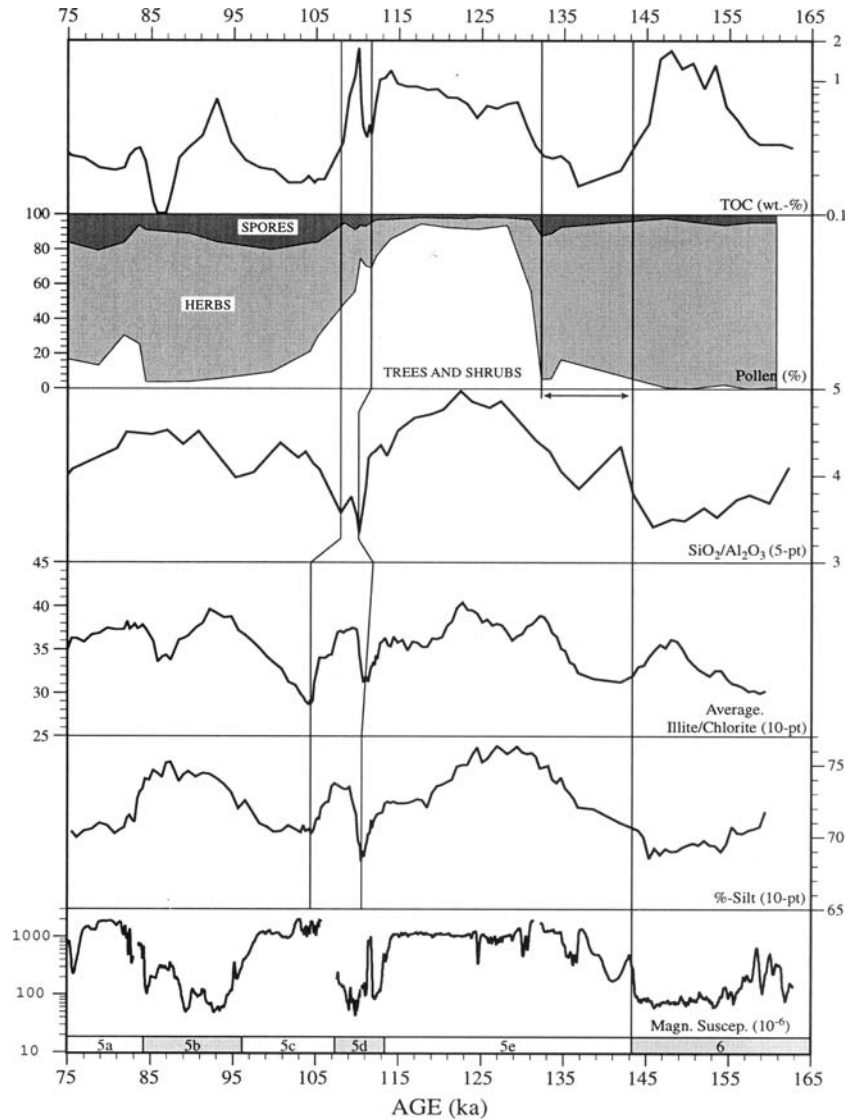 75 85 95 105 115 125 135 145 155 165
2
1
TOC (wt.-%)
0.1
100
80
60
40
20
0
SPORES
HERBS
TREES AND SHRUBS
Pollen (%)
5
4
3
SiO₂/Al₂O₃ (5-pt)
45
40
35
30
25
Average.
Illite/Chlorite (10-pt)
75
70
65
%-Silt (10-pt)
1000
100
10
Magn. Suscep. (10⁻⁶)
5a 5b 5c 5d 5e 6
75 85 95 105 115 125 135 145 155 165
AGE (ka)